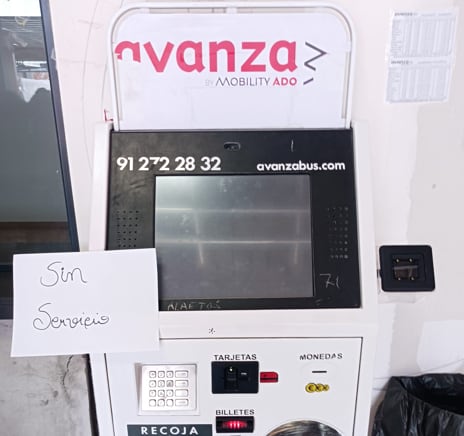 avanza
BY MOBILITY ADO
91 272 28 32
avanzabus.com
Sin
Servicio
TARJETAS
MONEDAS
BILLETES
RECOJA